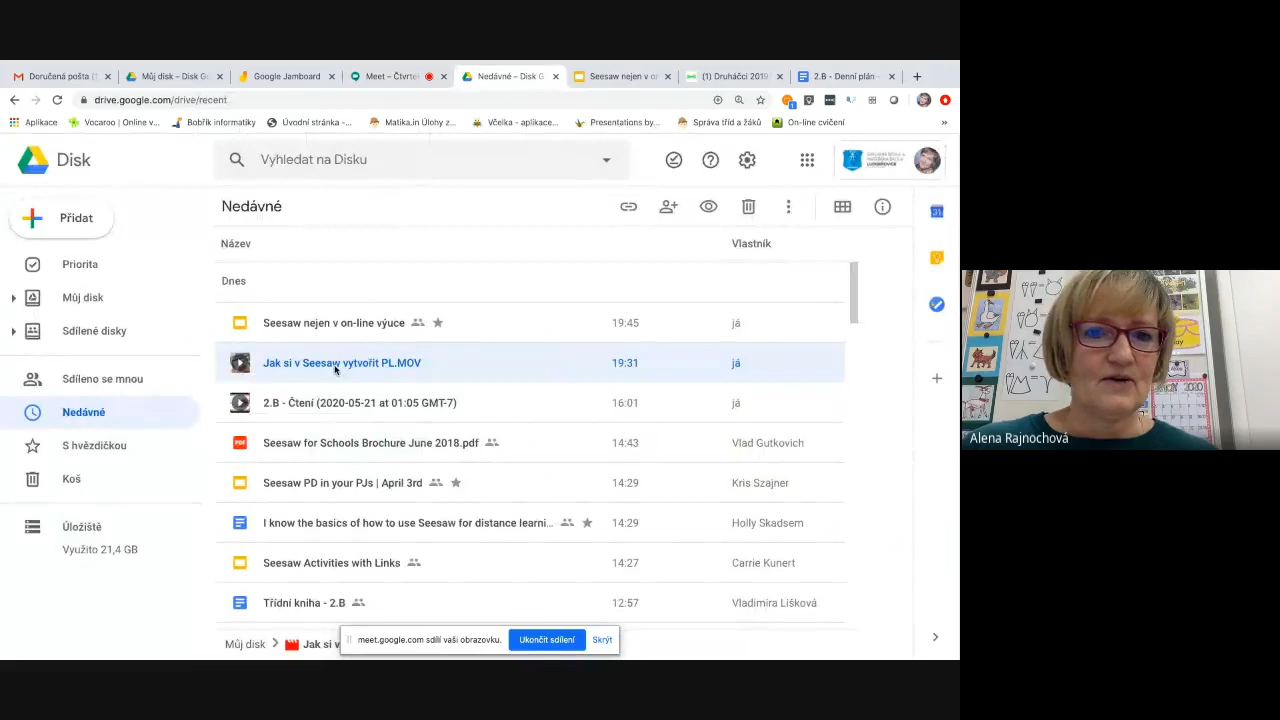 Doručená pošta (1
Můj disk – Disk G
Google Jamboard
Meet – Čtvrte
Nedávné – Disk G
Seesaw nejen v on
(1) Druháčci 2019
2.B - Denní plán
drive.google.com/drive/recent
Aplikace
Vocaroo | Online v...
Bobřík informatiky
Úvodní stránka -...
Matika.in Úlohy z...
Včelka - aplikace...
Presentations by...
Správa tříd a žáků
On-line cvičení
Disk
Vyhledat na Disku
Přidat
Nedávné
Název
Vlastník
Priorita
Dnes
Můj disk
Seesaw nejen v on-line výuce 19:45 já
Sdílené disky
Jak si v Seesaw vytvořit PL.MOV 19:31 já
Sdíleno se mnou
2.B - Čtení (2020-05-21 at 01:05 GMT-7) 16:01 já
Nedávné
Seesaw for Schools Brochure June 2018.pdf 14:43 Vlad Gutkovich
S hvězdičkou
Koš
Seesaw PD in your PJs | April 3rd 14:29 Kris Szajner
Úložiště
I know the basics of how to use Seesaw for distance learni... 14:29 Holly Skadsem
Využito 21,4 GB
Seesaw Activities with Links 14:27 Carrie Kunert
Třídní kniha - 2.B 12:57 Vladimíra Lišková
Můj disk
Jak si v
meet.google.com sdílí vaši obrazovku.
Ukončit sdílení
Skrýt
Alena Rajnochová